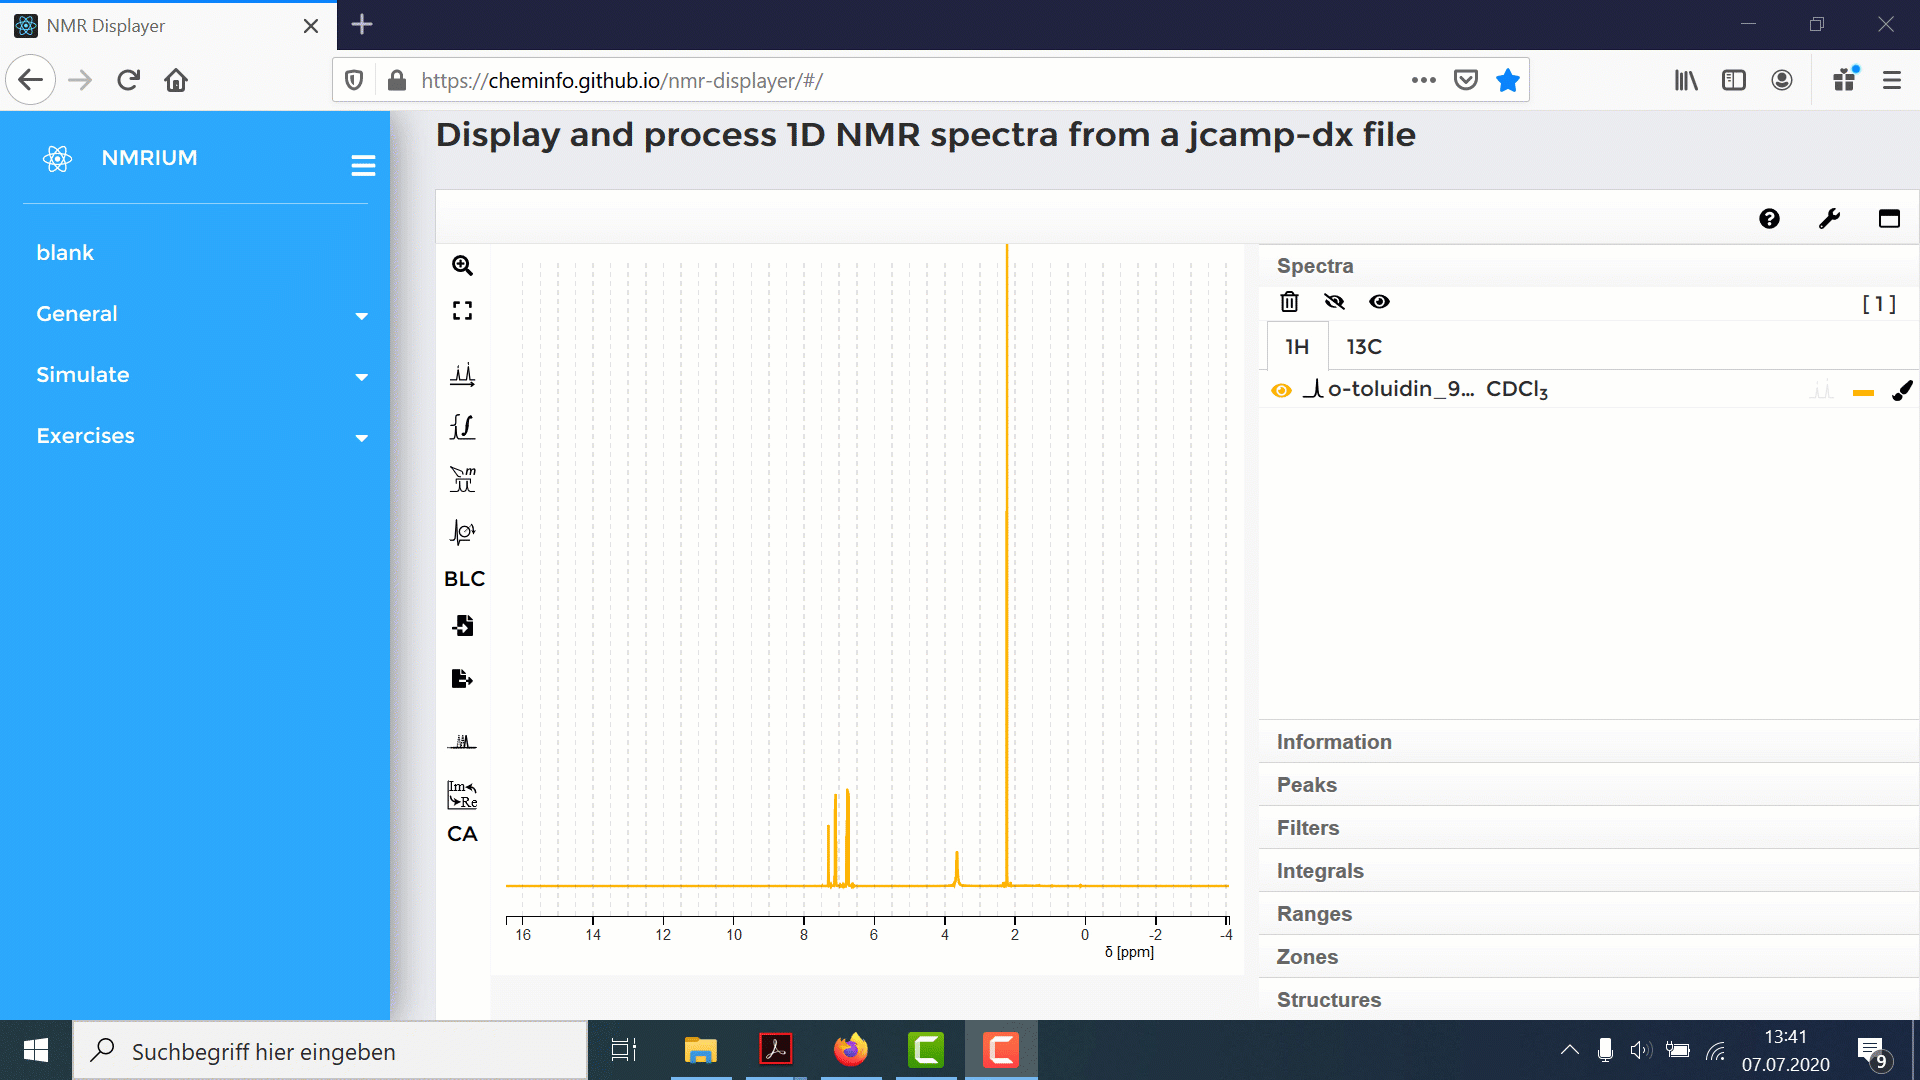 NMR Displayer
https://cheminfo.github.io/nmr-displayer/#/
NMRIUM
blank
General
Simulate
Exercises
Display and process 1D NMR spectra from a jcamp-dx file
m
BLC
Im
Re
CA
16 14 12 10 8 6 4 2 0 -2 -4
δ [ppm]
Spectra
[ 1 ]
1H 13C
o-toluidin_9... CDCl3
Information
Peaks
Filters
Integrals
Ranges
Zones
Structures
Suchbegriff hier eingeben
13:41
07.07.2020
9